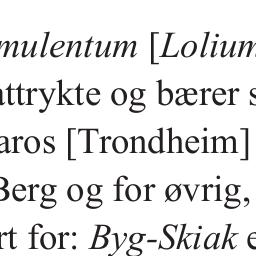 mulentum [Lolium
attrykte og bærer s
aros [Trondheim]
Berg og for øvrig,
rt for: Byg-Skiak e